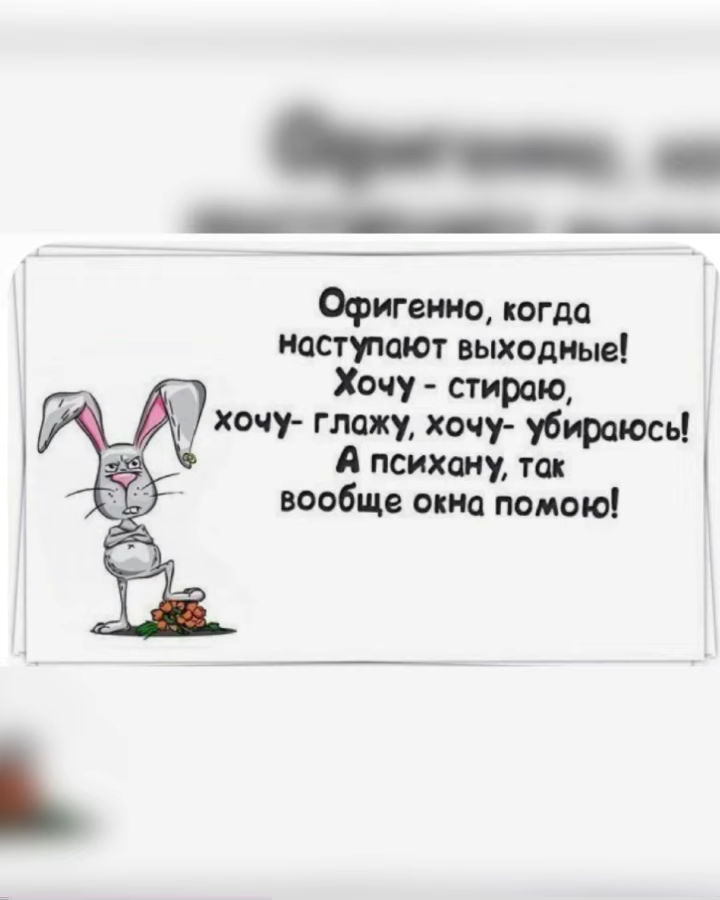 Офигенно, когда
наступают выходные!
Хочу - стираю,
хочу- глажу, хочу- убираюсь!
А психану, так
вообще окна помою!